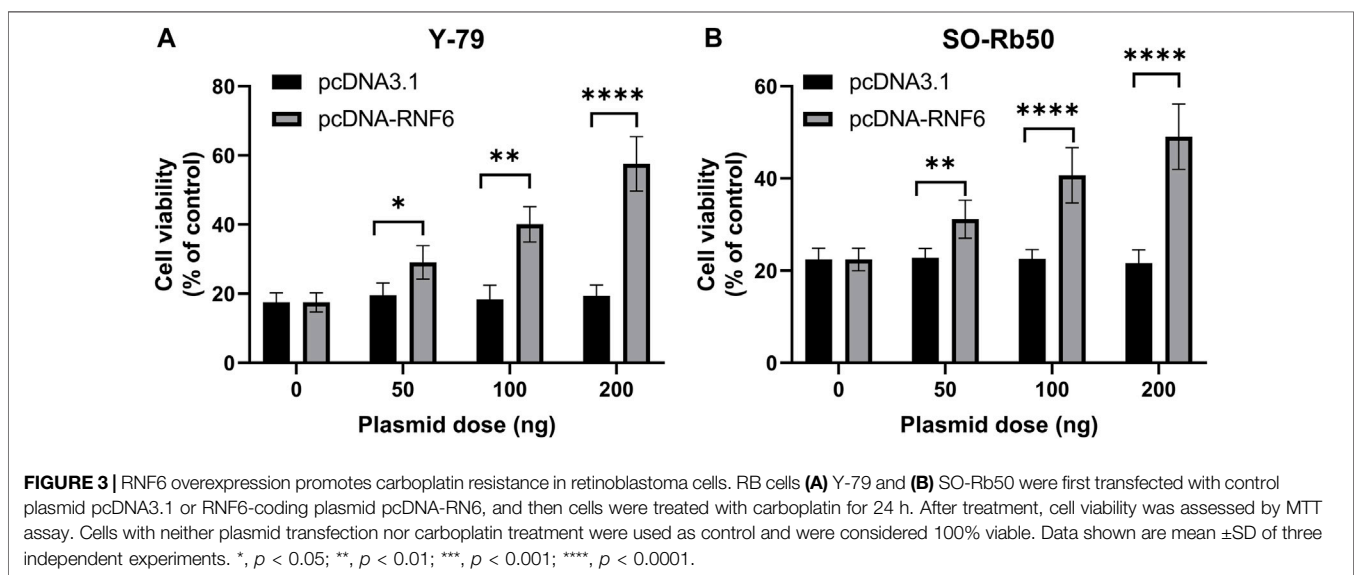 A
Y-79
pcDNA3.1
pcDNA-RNF6
Cell viability
(% of control)
80
60
40
20
0
*
**
****
0 50 100 200
Plasmid dose (ng)
B
SO-Rb50
pcDNA3.1
pcDNA-RNF6
Cell viability
(% of control)
60
40
20
0
**
****
****
0 50 100 200
Plasmid dose (ng)
FIGURE 3 | RNF6 overexpression promotes carboplatin resistance in retinoblastoma cells. RB cells (A) Y-79 and (B) SO-Rb50 were first transfected with control
plasmid pcDNA3.1 or RNF6-coding plasmid pcDNA-RN6, and then cells were treated with carboplatin for 24 h. After treatment, cell viability was assessed by MTT
assay. Cells with neither plasmid transfection nor carboplatin treatment were used as control and were considered 100% viable. Data shown are mean ±SD of three
independent experiments. *, p < 0.05; **, p < 0.01; ***, p < 0.001; ****, p < 0.0001.